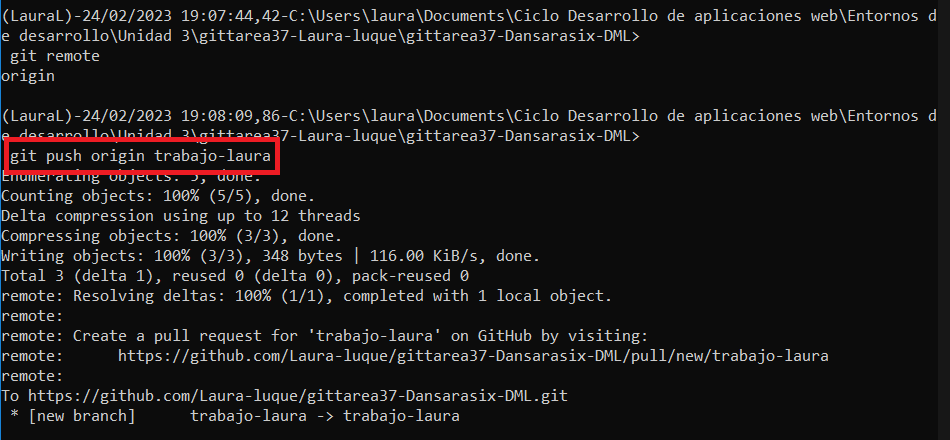 (LauraL)-24/02/2023 19:07:44,42-C:\Users\laura\Documents\Ciclo Desarrollo de aplicaciones web\Entornos d
e desarrollo\Unidad 3\gittarea37-Laura-luque\gittarea37-Dansarasix-DML>
git remote
origin
(LauraL)-24/02/2023 19:08:09,86-C:\Users\laura\Documents\Ciclo Desarrollo de aplicaciones web\Entornos d
e desarrollo\Unidad 3\gittarea37-Laura-luque\gittarea37-Dansarasix-DML>
git push origin trabajo-laura
Enumerating objects: 5, done.
Counting objects: 100% (5/5), done.
Delta compression using up to 12 threads
Compressing objects: 100% (3/3), done.
Writing objects: 100% (3/3), 348 bytes | 116.00 KiB/s, done.
Total 3 (delta 1), reused 0 (delta 0), pack-reused 0
remote: Resolving deltas: 100% (1/1), completed with 1 local object.
remote:
remote: Create a pull request for 'trabajo-laura' on GitHub by visiting:
remote:      https://github.com/Laura-luque/gittarea37-Dansarasix-DML/pull/new/trabajo-laura
remote:
To https://github.com/Laura-luque/gittarea37-Dansarasix-DML.git
 * [new branch]      trabajo-laura -> trabajo-laura